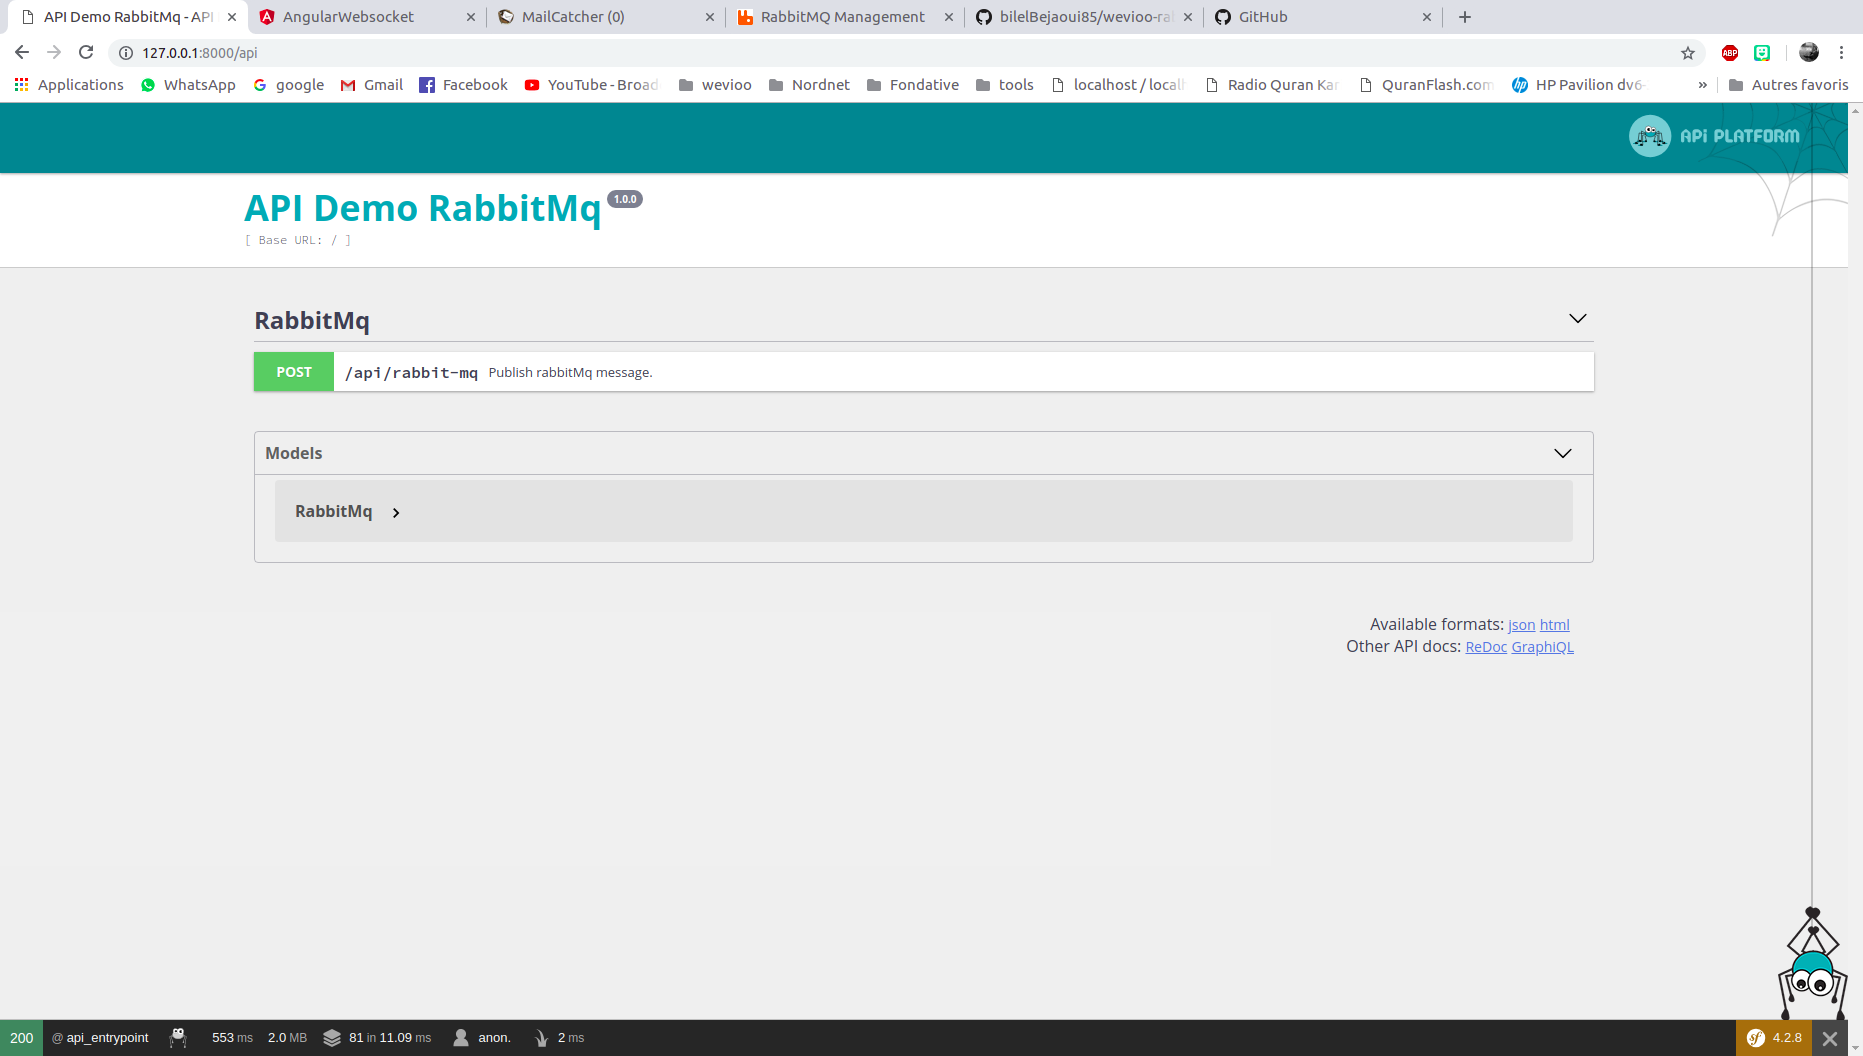 API Demo RabbitMq - API
AngularWebsocket
MailCatcher (0)
RabbitMQ Management
bilelBejaoui85/wevioo-ra
GitHub
127.0.0.1:8000/api
ABP
Applications
WhatsApp
google
Gmail
Facebook
YouTube - Broad
wevioo
Nordnet
Fondative
tools
localhost / local
Radio Quran Kar
QuranFlash.com
HP Pavilion dv6-
»
Autres favoris
API PLATFORM
API Demo RabbitMq 1.0.0
[ Base URL: / ]
RabbitMq
POST /api/rabbit-mq Publish rabbitMq message.
Models
RabbitMq
Available formats: json html
Other API docs: ReDoc GraphiQL
200 @ api_entrypoint 553 ms 2.0 MB 81 in 11.09 ms anon. 2 ms sf 4.2.8